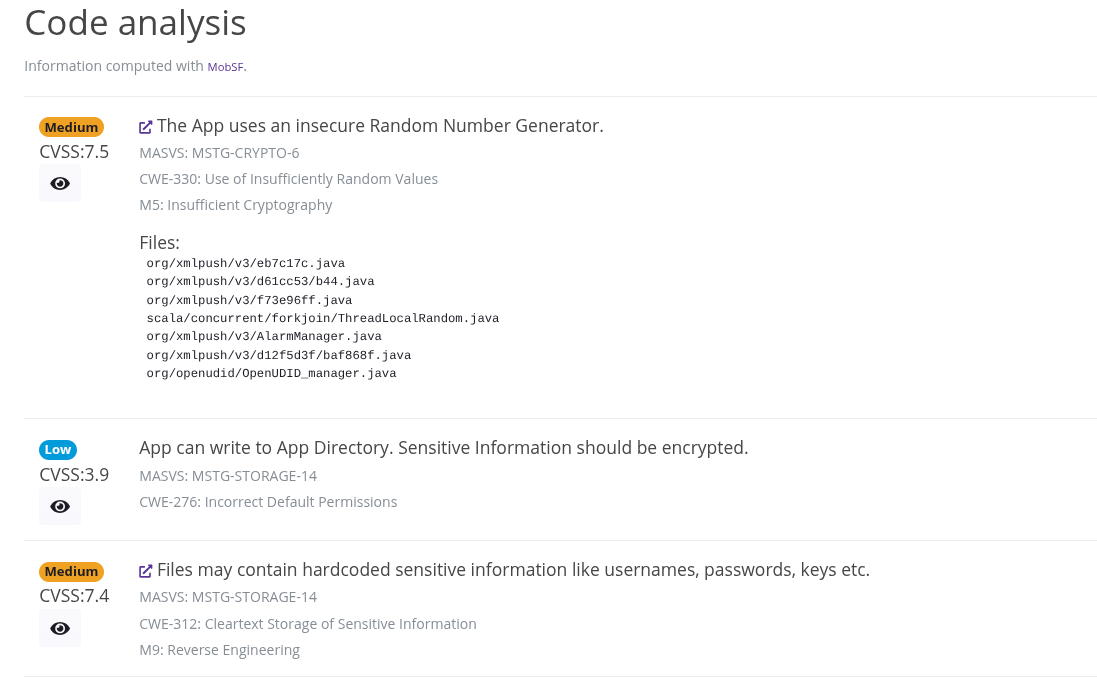 Code analysis
Information computed with MobSF.
Medium
CVSS:7.5
The App uses an insecure Random Number Generator.
MASVS: MSTG-CRYPTO-6
CWE-330: Use of Insufficiently Random Values
M5: Insufficient Cryptography
Files:
org/xmlpush/v3/eb7c17c.java
org/xmlpush/v3/d61cc53/b44.java
org/xmlpush/v3/f73e96ff.java
scala/concurrent/forkjoin/ThreadLocalRandom.java
org/xmlpush/v3/AlarmManager.java
org/xmlpush/v3/d12f5d3f/baf868f.java
org/openudid/OpenUDID_manager.java
Low
CVSS:3.9
App can write to App Directory. Sensitive Information should be encrypted.
MASVS: MSTG-STORAGE-14
CWE-276: Incorrect Default Permissions
Medium
CVSS:7.4
Files may contain hardcoded sensitive information like usernames, passwords, keys etc.
MASVS: MSTG-STORAGE-14
CWE-312: Cleartext Storage of Sensitive Information
M9: Reverse Engineering